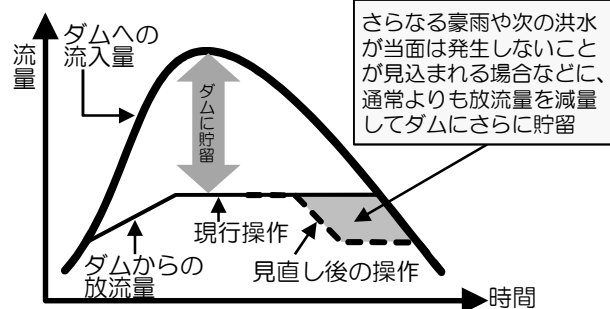 流量
ダムへの
流入量
ダムに貯留
さらなる豪雨や次の洪水
が当面は発生しないこと
が見込まれる場合などに、
通常よりも放流量を減量
してダムにさらに貯留
現行操作
ダムからの
放流量
見直し後の操作
時間